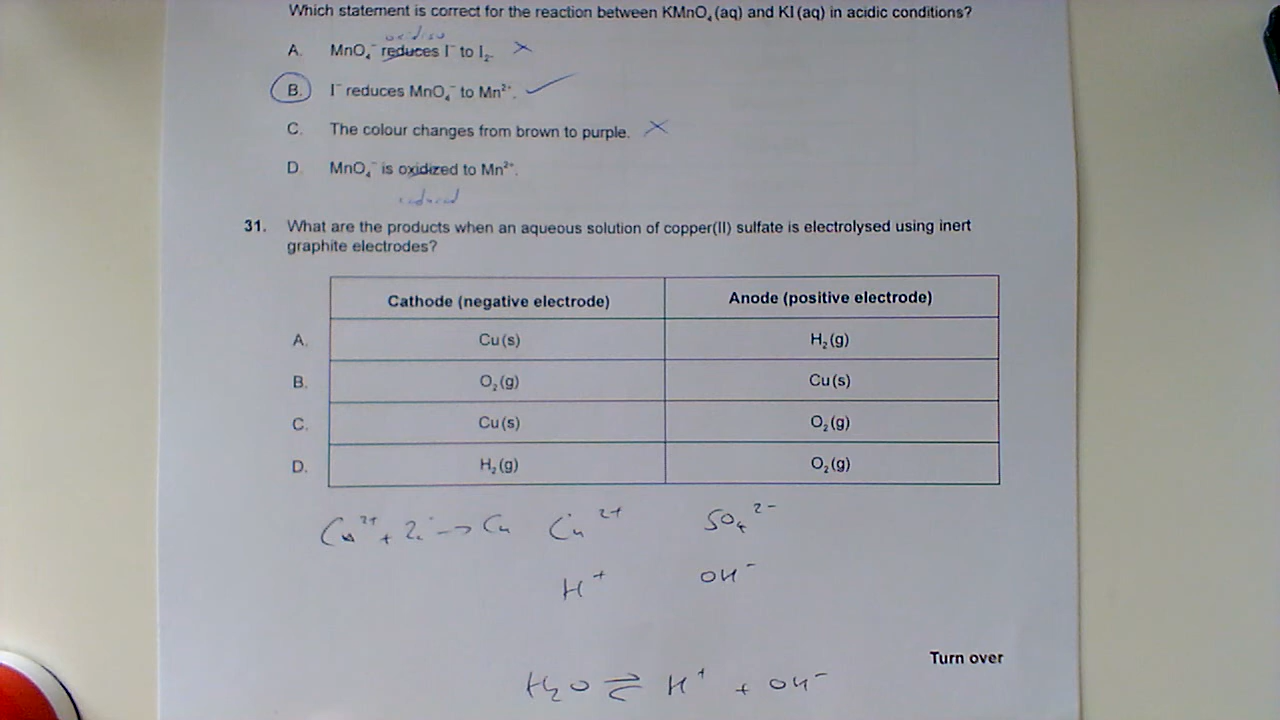 Which statement is correct for the reaction between KMnO₄(aq) and KI(aq) in acidic conditions?
oxidise
A. MnO₄⁻ reduces I⁻ to I₂. ×
B. I⁻ reduces MnO₄⁻ to Mn²⁺. ✓
C. The colour changes from brown to purple. ×
D. MnO₄⁻ is oxidized to Mn²⁺.
reduced
31. What are the products when an aqueous solution of copper(II) sulfate is electrolysed using inert
graphite electrodes?
Cathode (negative electrode) Anode (positive electrode)
A. Cu(s) H₂(g)
B. O₂(g) Cu(s)
C. Cu(s) O₂(g)
D. H₂(g) O₂(g)
Cu²⁺ + 2e⁻ → Cu Cu²⁺ SO₄²⁻
H⁺ OH⁻
Turn over
H₂O ⇌ H⁺ + OH⁻